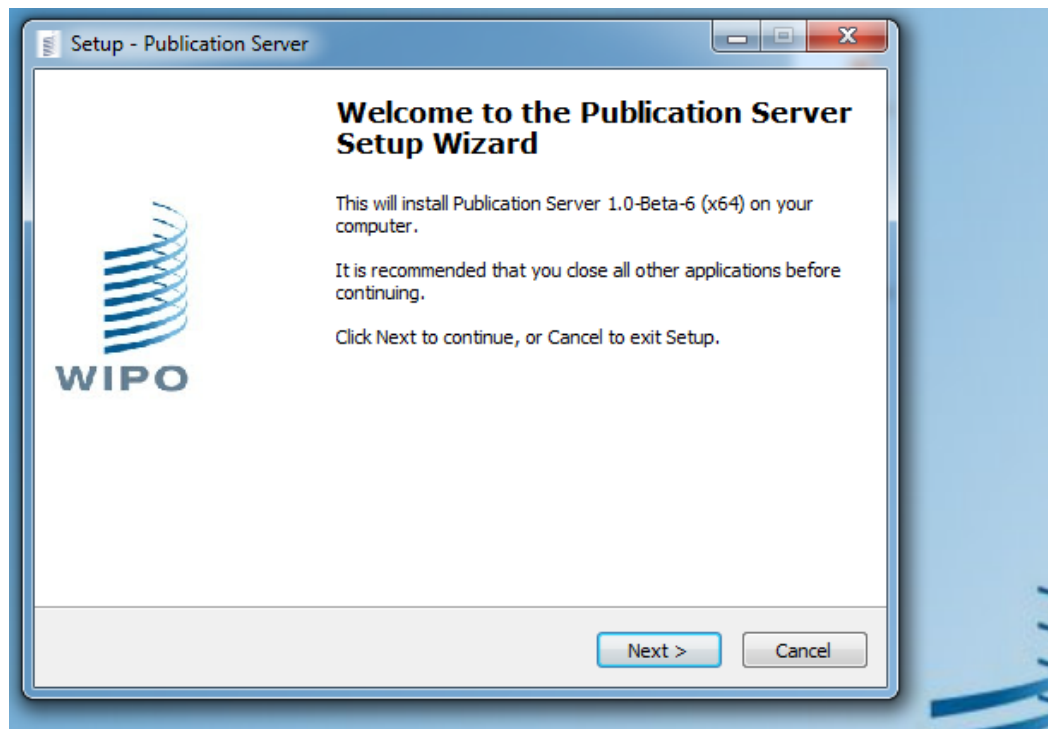 Setup - Publication Server
Welcome to the Publication Server
Setup Wizard
This will install Publication Server 1.0-Beta-6 (x64) on your
computer.
It is recommended that you close all other applications before
continuing.
Click Next to continue, or Cancel to exit Setup.
WIPO
Next >
Cancel